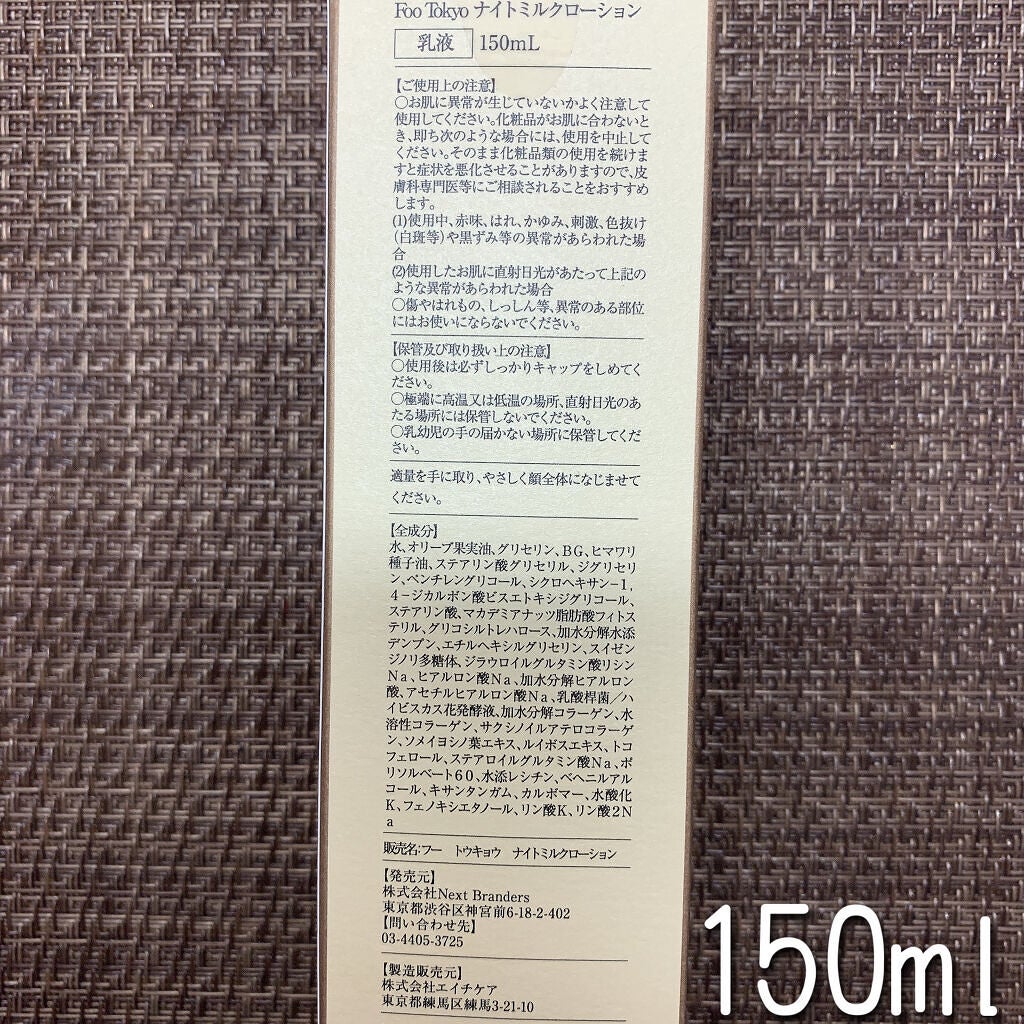 Foo Tokyo ナイトミルクローション
乳液 150mL
【ご使用上の注意】
○お肌に異常が生じていないかよく注意して
使用してください。化粧品がお肌に合わないと
き、即ち次のような場合には、使用を中止して
ください。そのまま化粧品類の使用を続けま
すと症状を悪化させることがありますので、皮
膚科専門医等にご相談されることをおすすめ
します。
(1)使用中、赤味、はれ、かゆみ、刺激、色抜け
(白斑等)や黒ずみ等の異常があらわれた場
合
(2)使用したお肌に直射日光があたって上記の
ような異常があらわれた場合
○傷やはれもの、しっしん等、異常のある部位
にはお使いにならないでください。
【保管及び取り扱い上の注意】
○使用後は必ずしっかりキャップをしめてく
ださい。
○極端に高温又は低温の場所、直射日光のあ
たる場所には保管しないでください。
○乳幼児の手の届かない場所に保管してくだ
さい。
適量を手に取り、やさしく顔全体になじませて
ください。
【全成分】
水、オリーブ果実油、グリセリン、BG、ヒマワリ
種子油、ステアリン酸グリセリル、ジグリセリ
ン、ペンチレングリコール、シクロヘキサン-1,
4-ジカルボン酸ビスエトキシジグリコール、
ステアリン酸、マカデミアナッツ脂肪酸フィトス
テリル、グリコシルトレハロース、加水分解水添
デンプン、エチルヘキシルグリセリン、スイゼン
ジノリ多糖体、ジラウロイルグルタミン酸リシン
Na、ヒアルロン酸Na、加水分解ヒアルロン
酸、アセチルヒアルロン酸Na、乳酸桿菌/ハ
イビスカス花発酵液、加水分解コラーゲン、水
溶性コラーゲン、サクシノイルアテロコラーゲ
ン、ソメイヨシノ葉エキス、ルイボスエキス、トコ
フェロール、ステアロイルグルタミン酸Na、ポ
リソルベート60、水添レシチン、ベヘニルアル
コール、キサンタンガム、カルボマー、水酸化
K、フェノキシエタノール、リン酸K、リン酸2N
a
販売名:フー トウキョウ ナイトミルクローション
【発売元】
株式会社Next Branders
東京都渋谷区神宮前6-18-2-402
【問い合わせ先】
03-4405-3725
【製造販売元】
株式会社エイチケア
東京都練馬区練馬3-21-10
150ml